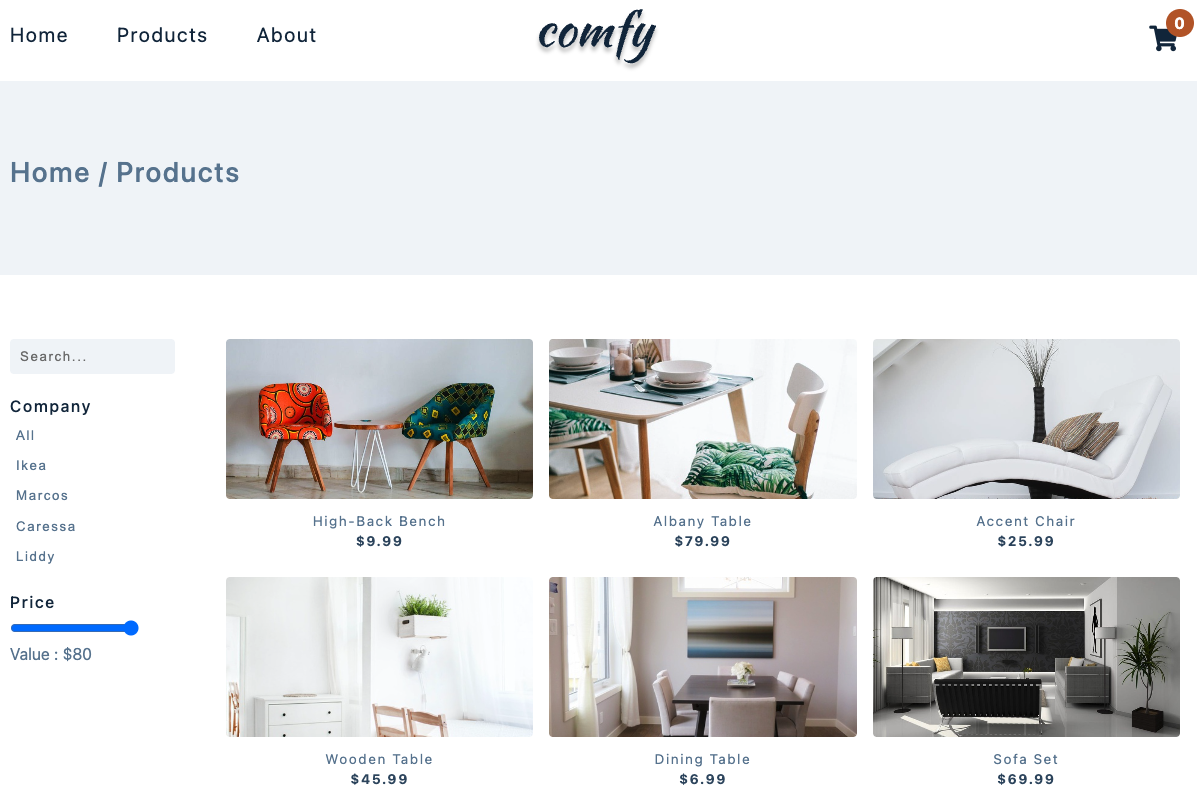 Home Products About comfy 0
Home / Products
Search...
Company
All
Ikea
Marcos
Caressa
Liddy
Price
Value : $80
High-Back Bench
$9.99
Albany Table
$79.99
Accent Chair
$25.99
Wooden Table
$45.99
Dining Table
$6.99
Sofa Set
$69.99